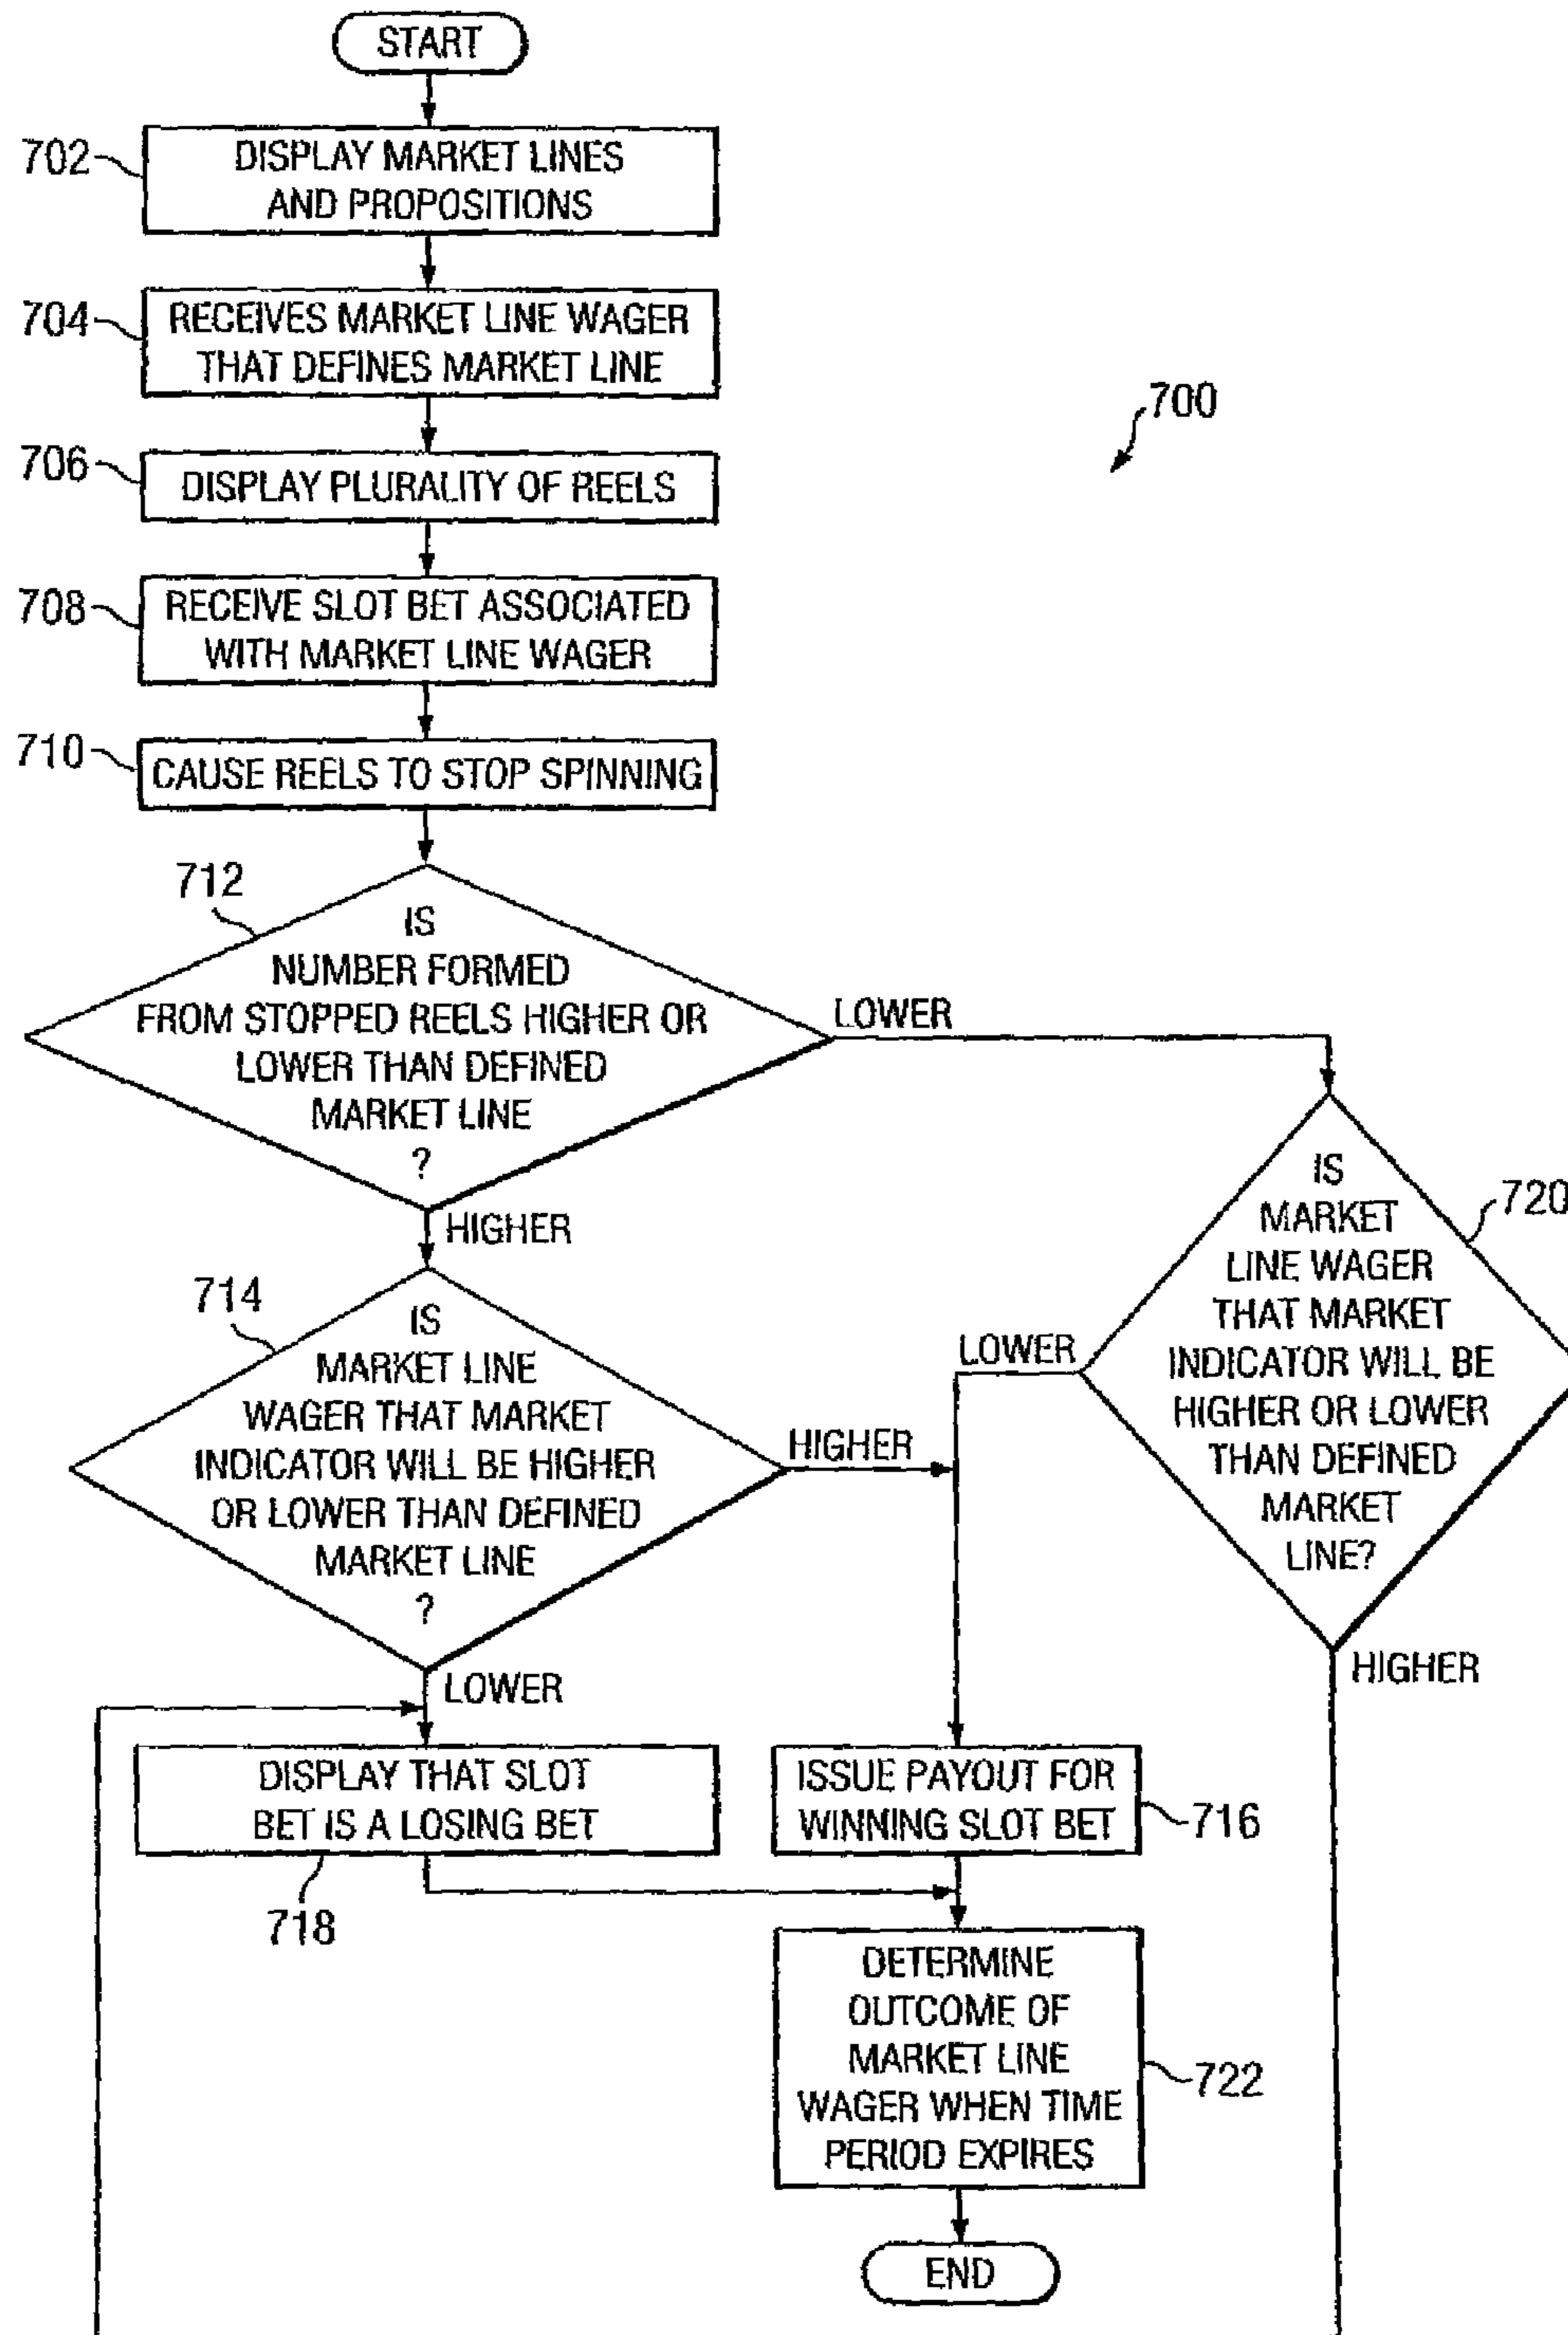 START
702
DISPLAY MARKET LINES
AND PROPOSITIONS
704
RECEIVES MARKET LINE WAGER
THAT DEFINES MARKET LINE
700
706
DISPLAY PLURALITY OF REELS
708
RECEIVE SLOT BET ASSOCIATED
WITH MARKET LINE WAGER
710
CAUSE REELS TO STOP SPINNING
712
IS
NUMBER FORMED
FROM STOPPED REELS HIGHER OR
LOWER THAN DEFINED
MARKET LINE
?
LOWER
HIGHER
714
IS
MARKET LINE
WAGER THAT MARKET
INDICATOR WILL BE HIGHER
OR LOWER THAN DEFINED
MARKET LINE
?
HIGHER
LOWER
720
IS
MARKET
LINE WAGER
THAT MARKET
INDICATOR WILL BE
HIGHER OR LOWER
THAN DEFINED
MARKET
LINE?
LOWER
HIGHER
DISPLAY THAT SLOT
BET IS A LOSING BET
718
ISSUE PAYOUT FOR
WINNING SLOT BET
716
DETERMINE
OUTCOME OF
MARKET LINE
WAGER WHEN TIME
PERIOD EXPIRES
722
END